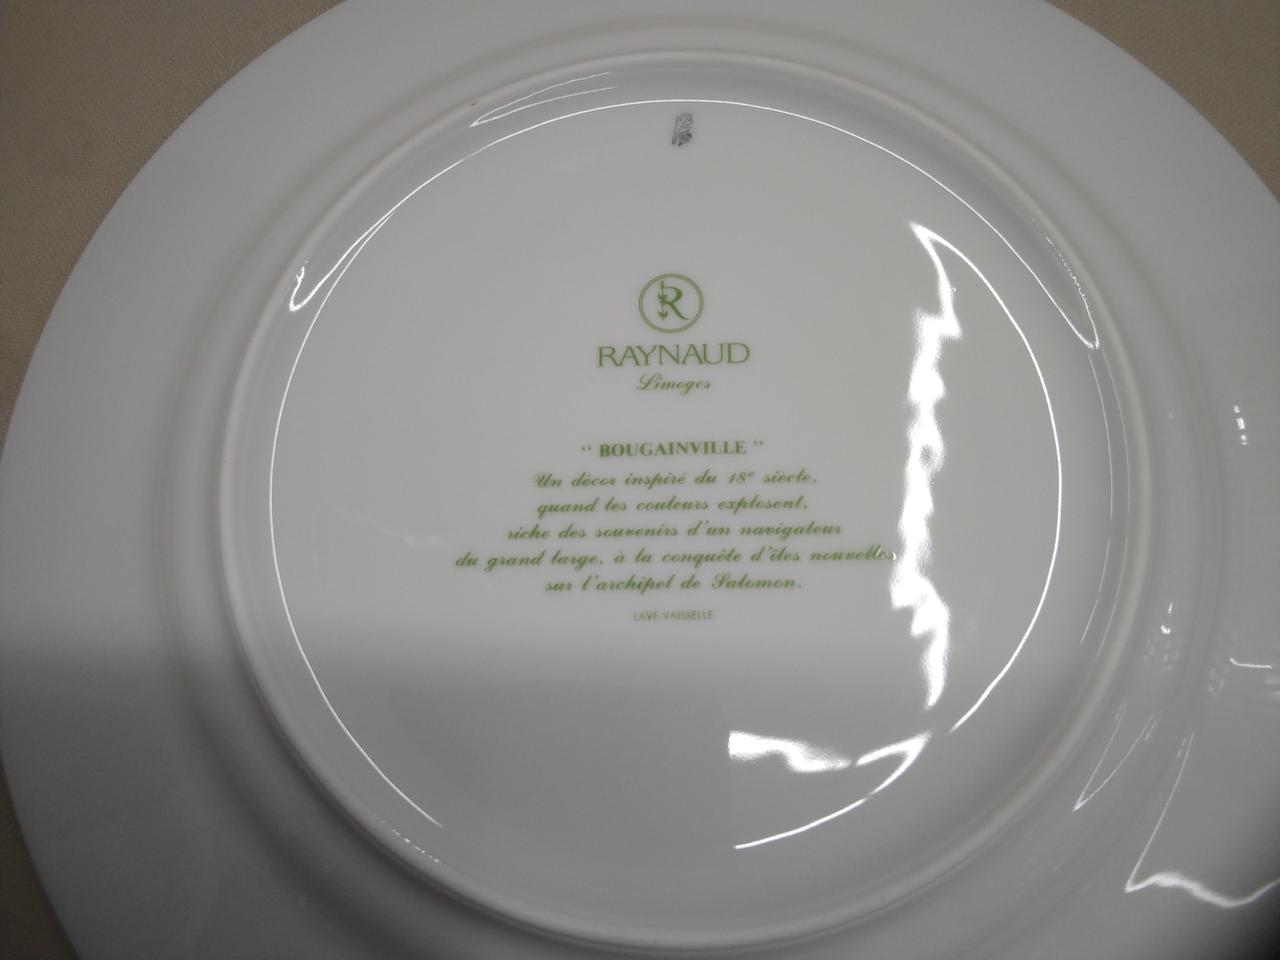 R
RAYNAUD
Limoges
“ BOUGAINVILLE ”
Un décor inspiré du 18e siècle,
quand les couleurs explosent,
riche des souvenirs d'un navigateur
du grand large, à la conquête d'îles nouvelles
sur l'archipel de Salomon.
LAVE-VAISSELLE